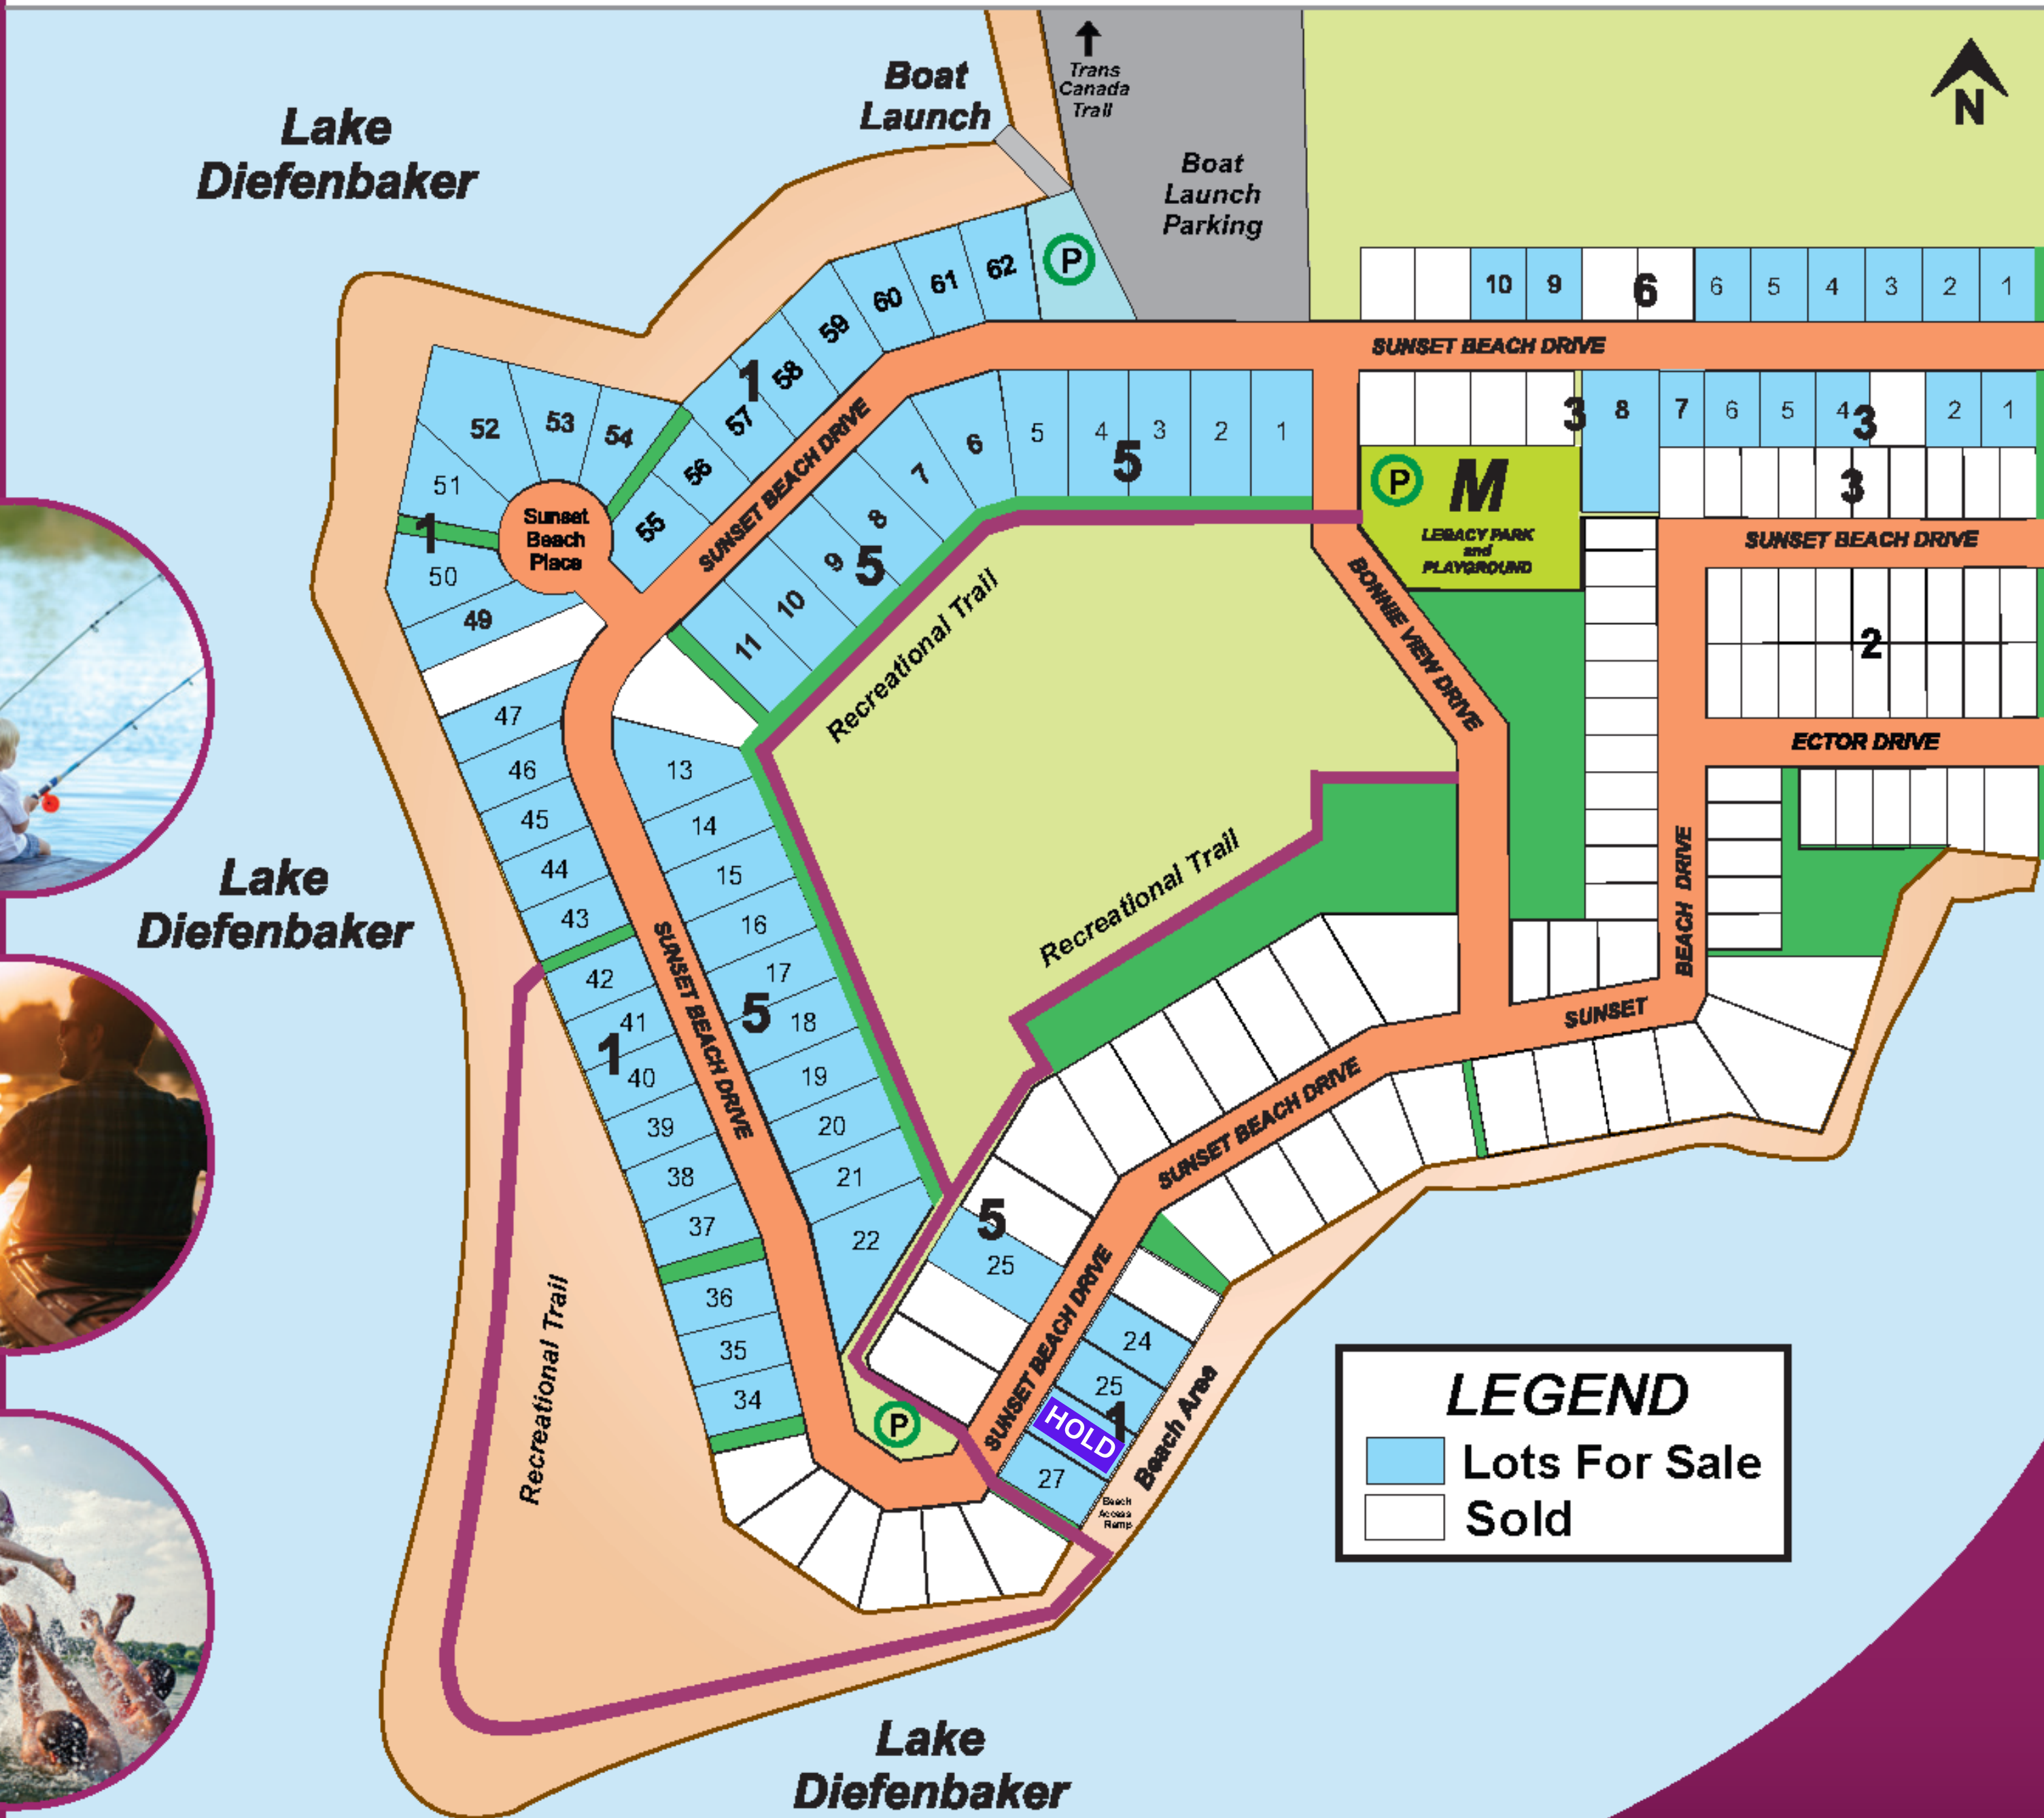 Boat
Launch
Trans
Canada
Trail
N
Lake
Diefenbaker
Boat
Launch
Parking
P
62
61
60
59
58
1
57
56
55
10
9
6
6
5
4
3
2
1
SUNSET BEACH DRIVE
3
8
7
6
5
4
3
2
1
3
52
53
54
51
1
50
49
Sunset
Beach
Place
SUNSET BEACH DRIVE
6
5
4
3
2
1
5
7
8
9
5
10
11
P
M
LEGACY PARK
and
PLAYGROUND
SUNSET BEACH DRIVE
2
ECTOR DRIVE
BONNIE VIEW DRIVE
Recreational Trail
47
46
45
44
43
13
14
15
16
17
5
18
19
20
21
22
Lake
Diefenbaker
SUNSET BEACH DRIVE
42
41
1
40
39
38
37
36
35
34
Recreational Trail
BEACH DRIVE
SUNSET
SUNSET BEACH DRIVE
5
25
SUNSET BEACH DRIVE
24
25
1
HOLD
27
Beach Area
Beach
Access
Ramp
P
Recreational Trail
LEGEND
Lots For Sale
Sold
Lake
Diefenbaker